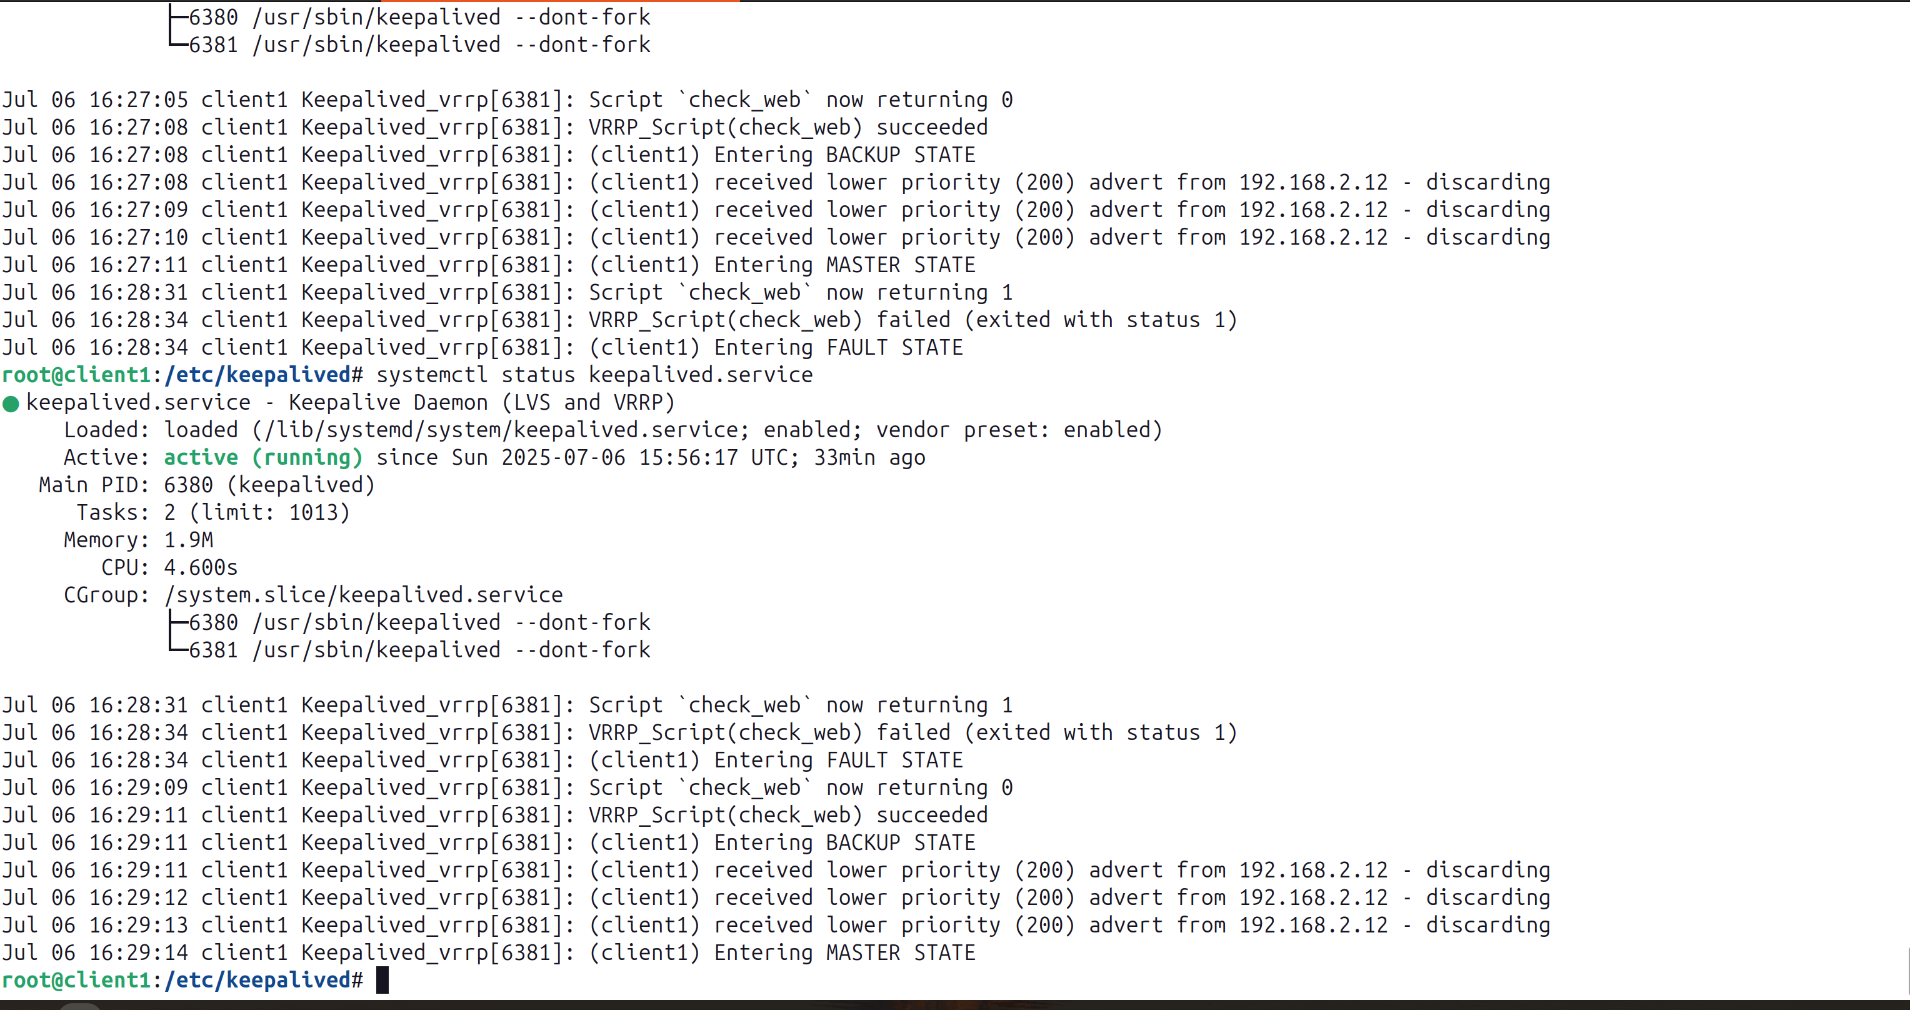 ├─6380 /usr/sbin/keepalived --dont-fork
└─6381 /usr/sbin/keepalived --dont-fork
Jul 06 16:27:05 client1 Keepalived_vrrp[6381]: Script `check_web` now returning 0
Jul 06 16:27:08 client1 Keepalived_vrrp[6381]: VRRP_Script(check_web) succeeded
Jul 06 16:27:08 client1 Keepalived_vrrp[6381]: (client1) Entering BACKUP STATE
Jul 06 16:27:08 client1 Keepalived_vrrp[6381]: (client1) received lower priority (200) advert from 192.168.2.12 - discarding
Jul 06 16:27:09 client1 Keepalived_vrrp[6381]: (client1) received lower priority (200) advert from 192.168.2.12 - discarding
Jul 06 16:27:10 client1 Keepalived_vrrp[6381]: (client1) received lower priority (200) advert from 192.168.2.12 - discarding
Jul 06 16:27:11 client1 Keepalived_vrrp[6381]: (client1) Entering MASTER STATE
Jul 06 16:28:31 client1 Keepalived_vrrp[6381]: Script `check_web` now returning 1
Jul 06 16:28:34 client1 Keepalived_vrrp[6381]: VRRP_Script(check_web) failed (exited with status 1)
Jul 06 16:28:34 client1 Keepalived_vrrp[6381]: (client1) Entering FAULT STATE
root@client1:/etc/keepalived# systemctl status keepalived.service
● keepalived.service - Keepalive Daemon (LVS and VRRP)
Loaded: loaded (/lib/systemd/system/keepalived.service; enabled; vendor preset: enabled)
Active: active (running) since Sun 2025-07-06 15:56:17 UTC; 33min ago
Main PID: 6380 (keepalived)
Tasks: 2 (limit: 1013)
Memory: 1.9M
CPU: 4.600s
CGroup: /system.slice/keepalived.service
├─6380 /usr/sbin/keepalived --dont-fork
└─6381 /usr/sbin/keepalived --dont-fork
Jul 06 16:28:31 client1 Keepalived_vrrp[6381]: Script `check_web` now returning 1
Jul 06 16:28:34 client1 Keepalived_vrrp[6381]: VRRP_Script(check_web) failed (exited with status 1)
Jul 06 16:28:34 client1 Keepalived_vrrp[6381]: (client1) Entering FAULT STATE
Jul 06 16:29:09 client1 Keepalived_vrrp[6381]: Script `check_web` now returning 0
Jul 06 16:29:11 client1 Keepalived_vrrp[6381]: VRRP_Script(check_web) succeeded
Jul 06 16:29:11 client1 Keepalived_vrrp[6381]: (client1) Entering BACKUP STATE
Jul 06 16:29:11 client1 Keepalived_vrrp[6381]: (client1) received lower priority (200) advert from 192.168.2.12 - discarding
Jul 06 16:29:12 client1 Keepalived_vrrp[6381]: (client1) received lower priority (200) advert from 192.168.2.12 - discarding
Jul 06 16:29:13 client1 Keepalived_vrrp[6381]: (client1) received lower priority (200) advert from 192.168.2.12 - discarding
Jul 06 16:29:14 client1 Keepalived_vrrp[6381]: (client1) Entering MASTER STATE
root@client1:/etc/keepalived#